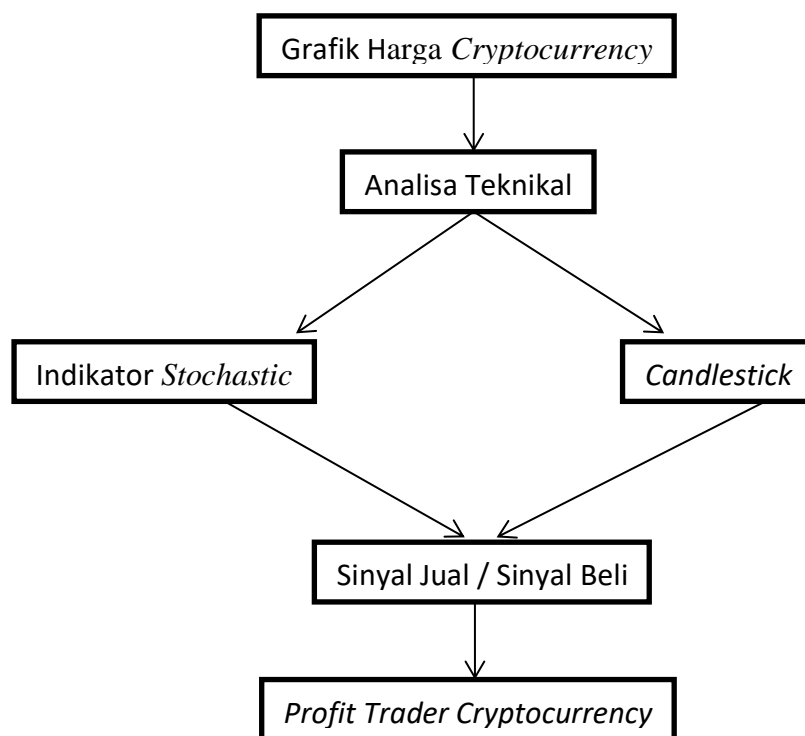 Grafik Harga Cryptocurrency
Analisa Teknikal
Indikator Stochastic
Candlestick
Sinyal Jual / Sinyal Beli
Profit Trader Cryptocurrency